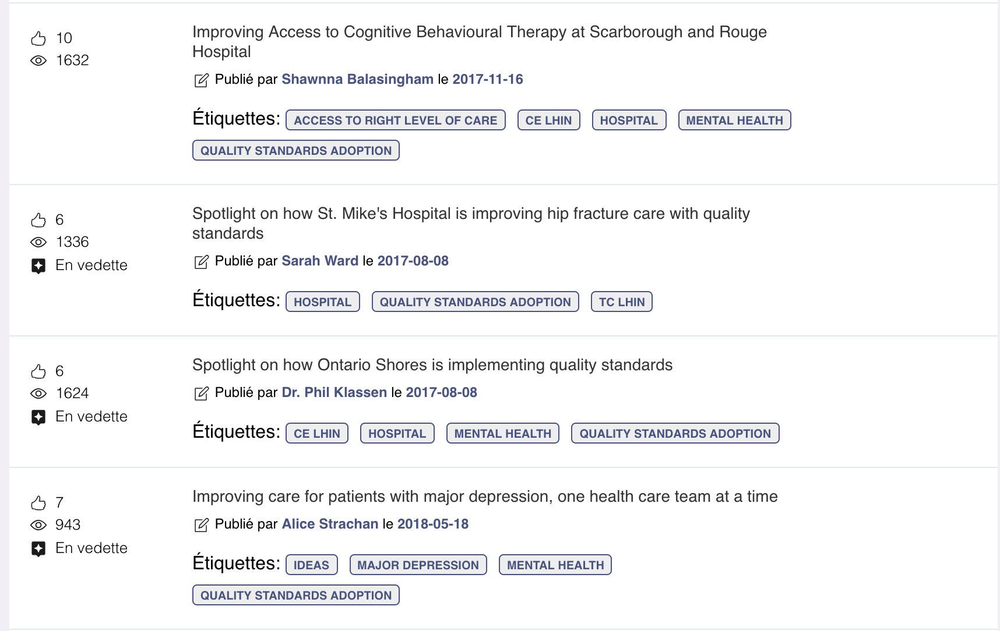 10
1632
Improving Access to Cognitive Behavioural Therapy at Scarborough and Rouge
Hospital
Publié par Shawnna Balasingham le 2017-11-16
Étiquettes: ACCESS TO RIGHT LEVEL OF CARE CE LHIN HOSPITAL MENTAL HEALTH
QUALITY STANDARDS ADOPTION
6
1336
En vedette
Spotlight on how St. Mike's Hospital is improving hip fracture care with quality
standards
Publié par Sarah Ward le 2017-08-08
Étiquettes: HOSPITAL QUALITY STANDARDS ADOPTION TC LHIN
6
1624
En vedette
Spotlight on how Ontario Shores is implementing quality standards
Publié par Dr. Phil Klassen le 2017-08-08
Étiquettes: CE LHIN HOSPITAL MENTAL HEALTH QUALITY STANDARDS ADOPTION
7
943
En vedette
Improving care for patients with major depression, one health care team at a time
Publié par Alice Strachan le 2018-05-18
Étiquettes: IDEAS MAJOR DEPRESSION MENTAL HEALTH
QUALITY STANDARDS ADOPTION